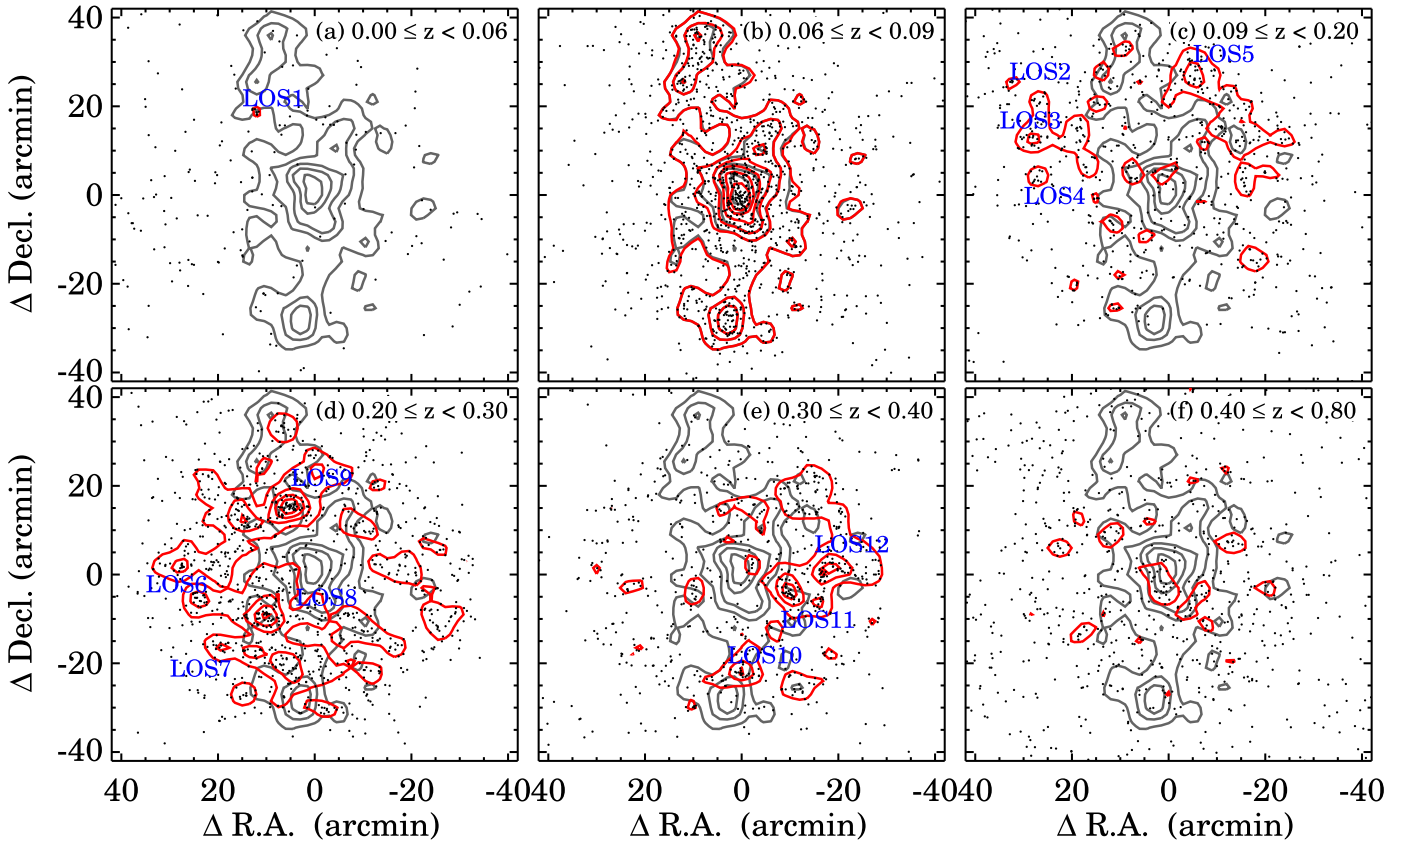 (a) 0.00 ≤ z < 0.06
(b) 0.06 ≤ z < 0.09
(c) 0.09 ≤ z < 0.20
40
20
0
-20
-40
Δ Decl. (arcmin)
LOS1
LOS2
LOS3
LOS4
LOS5
(d) 0.20 ≤ z < 0.30
(e) 0.30 ≤ z < 0.40
(f) 0.40 ≤ z < 0.80
40
20
0
-20
-40
Δ Decl. (arcmin)
LOS9
LOS6
LOS8
LOS7
LOS12
LOS11
LOS10
40 20 0 -20 -40
40 20 0 -20
40 20 0 -20 -40
Δ R.A. (arcmin)
Δ R.A. (arcmin)
Δ R.A. (arcmin)